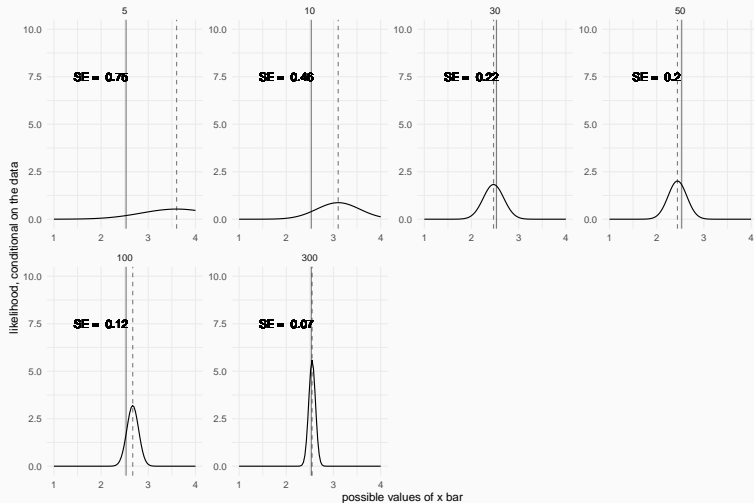 5
10
30
50
10.0
7.5
5.0
2.5
0.0
SE = 0.75
1 2 3 4
10.0
7.5
5.0
2.5
0.0
SE = 0.46
1 2 3 4
10.0
7.5
5.0
2.5
0.0
SE = 0.22
1 2 3 4
10.0
7.5
5.0
2.5
0.0
SE = 0.2
1 2 3 4
likelihood, conditional on the data
100
300
10.0
7.5
5.0
2.5
0.0
SE = 0.12
1 2 3 4
10.0
7.5
5.0
2.5
0.0
SE = 0.07
1 2 3 4
possible values of x bar